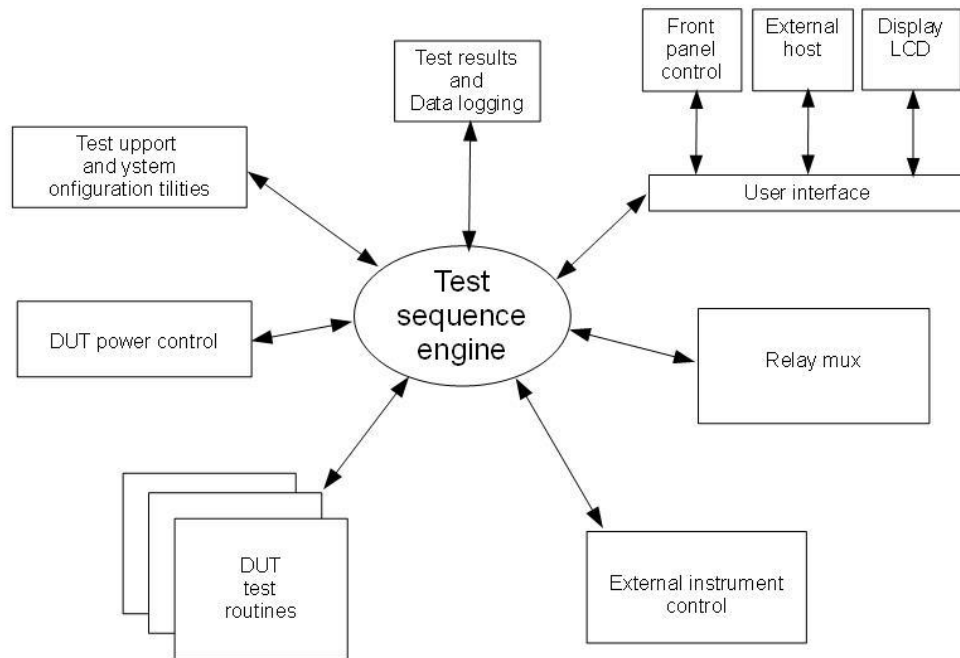 Test results
and
Data logging
Front
panel
control
External
host
Display
LCD
Test upport
and ystem
onfiguration tilities
User interface
Test
sequence
engine
DUT power control
Relay mux
DUT
test
routines
External instrument
control